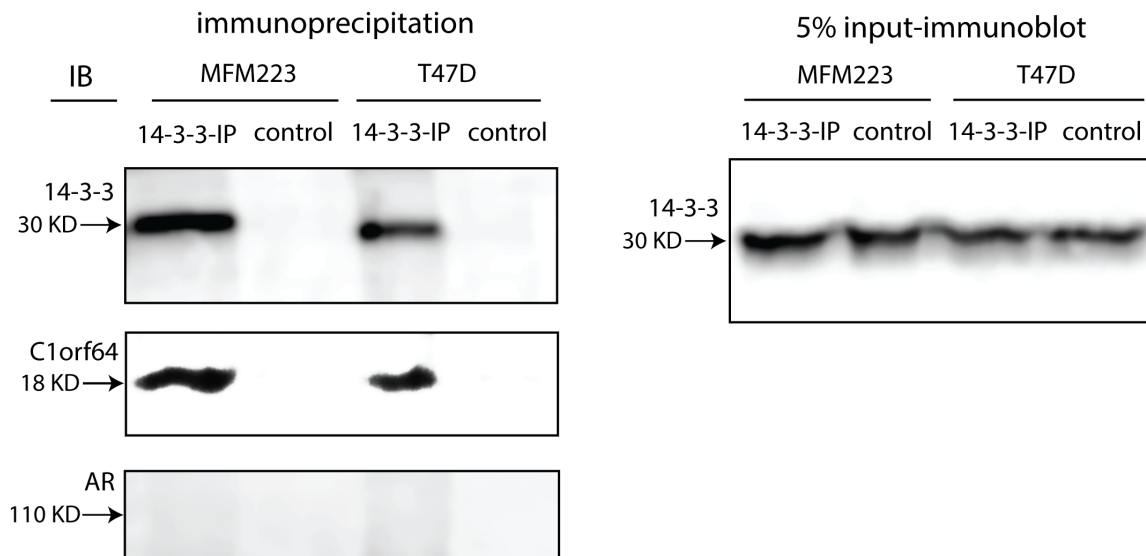 immunoprecipitation
IB
MFM223
T47D
14-3-3-IP control 14-3-3-IP control
14-3-3
30 KD
C1orf64
18 KD
AR
110 KD
5% input-immunoblot
MFM223
T47D
14-3-3-IP control 14-3-3-IP control
14-3-3
30 KD